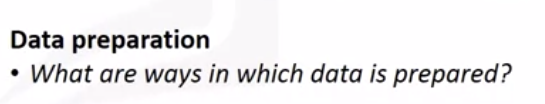 Data preparation
• What are ways in which data is prepared?